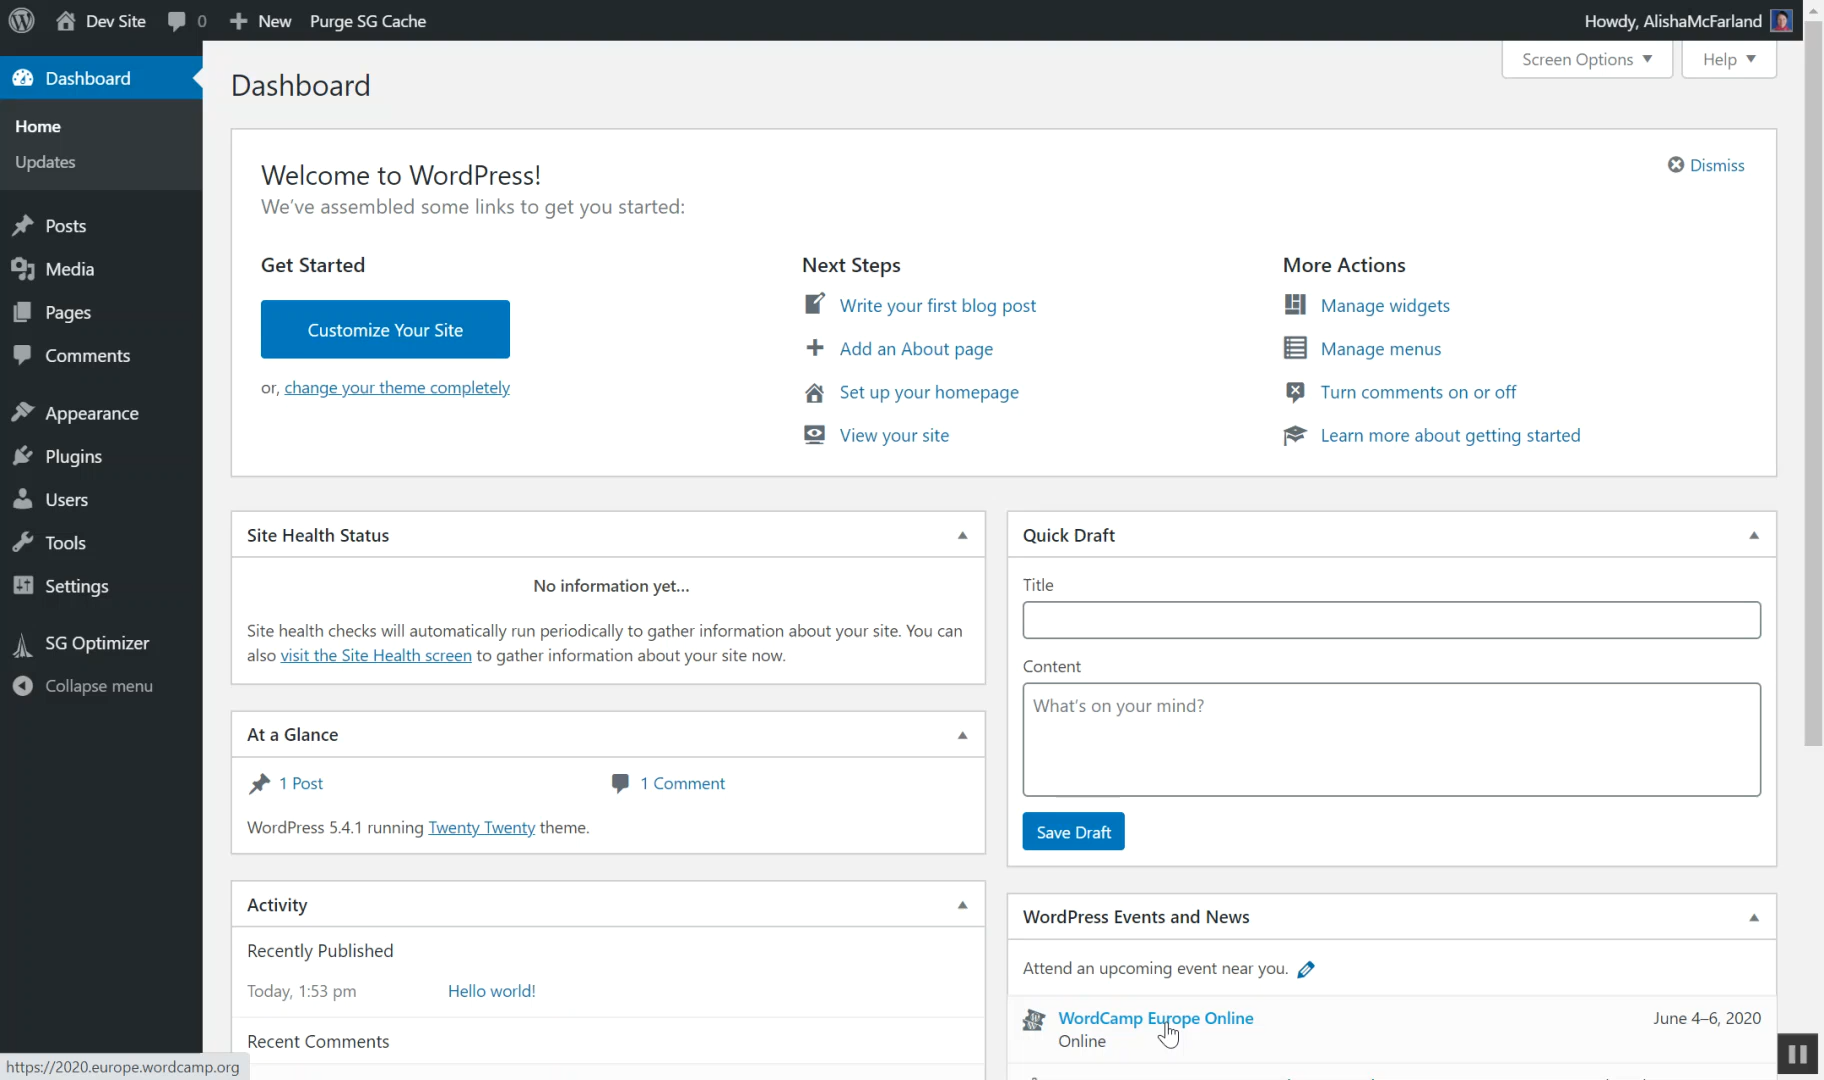 Dev Site 0 New Purge SG Cache Howdy, AlishaMcFarland
Screen Options Help
Dashboard
Home
Updates
Posts
Media
Pages
Comments
Appearance
Plugins
Users
Tools
Settings
SG Optimizer
Collapse menu
Dashboard
Welcome to WordPress!
We've assembled some links to get you started:
Dismiss
Get Started
Customize Your Site
or, change your theme completely
Next Steps
Write your first blog post
Add an About page
Set up your homepage
View your site
More Actions
Manage widgets
Manage menus
Turn comments on or off
Learn more about getting started
Site Health Status
No information yet...
Site health checks will automatically run periodically to gather information about your site. You can
also visit the Site Health screen to gather information about your site now.
At a Glance
1 Post 1 Comment
WordPress 5.4.1 running Twenty Twenty theme.
Activity
Recently Published
Today, 1:53 pm Hello world!
Recent Comments
Quick Draft
Title
Content
What's on your mind?
Save Draft
WordPress Events and News
Attend an upcoming event near you.
WordCamp Europe Online June 4–6, 2020
Online
https://2020.europe.wordcamp.org